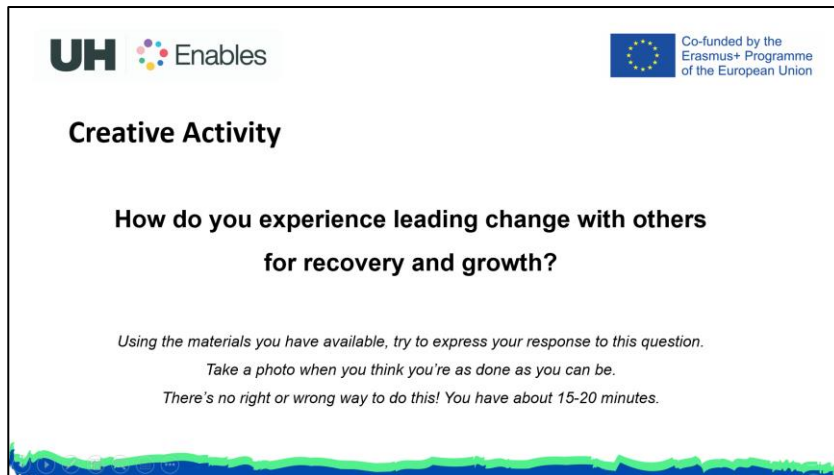 UH Enables
Co-funded by the
Erasmus+ Programme
of the European Union
Creative Activity
How do you experience leading change with others
for recovery and growth?
Using the materials you have available, try to express your response to this question.
Take a photo when you think you're as done as you can be.
There's no right or wrong way to do this! You have about 15-20 minutes.